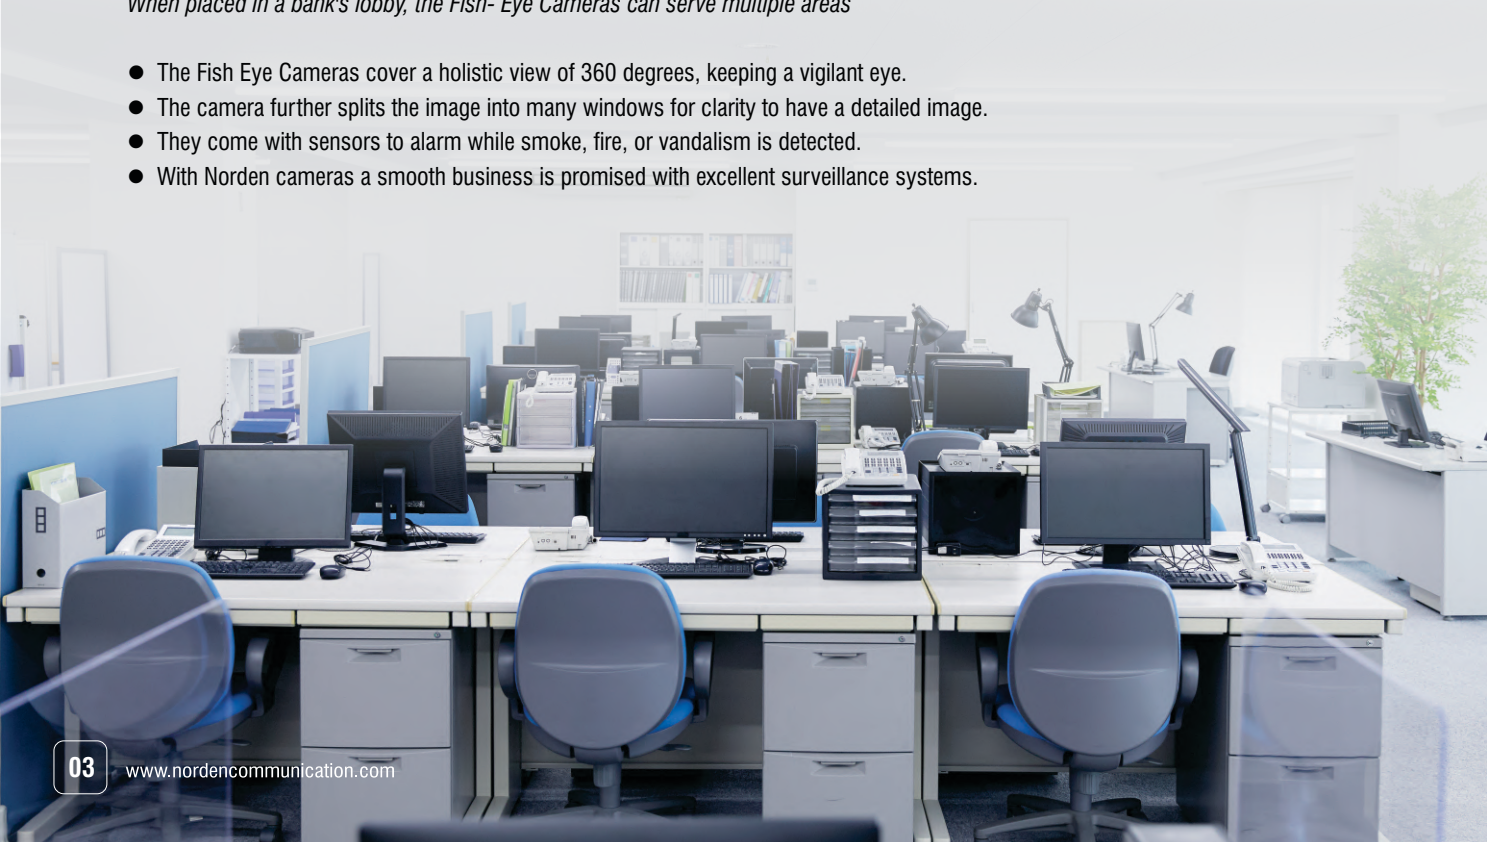 When placed in a bank's lobby, the Fish- Eye Cameras can serve multiple areas
● The Fish Eye Cameras cover a holistic view of 360 degrees, keeping a vigilant eye.
● The camera further splits the image into many windows for clarity to have a detailed image.
● They come with sensors to alarm while smoke, fire, or vandalism is detected.
● With Norden cameras a smooth business is promised with excellent surveillance systems.
03 www.nordencommunication.com